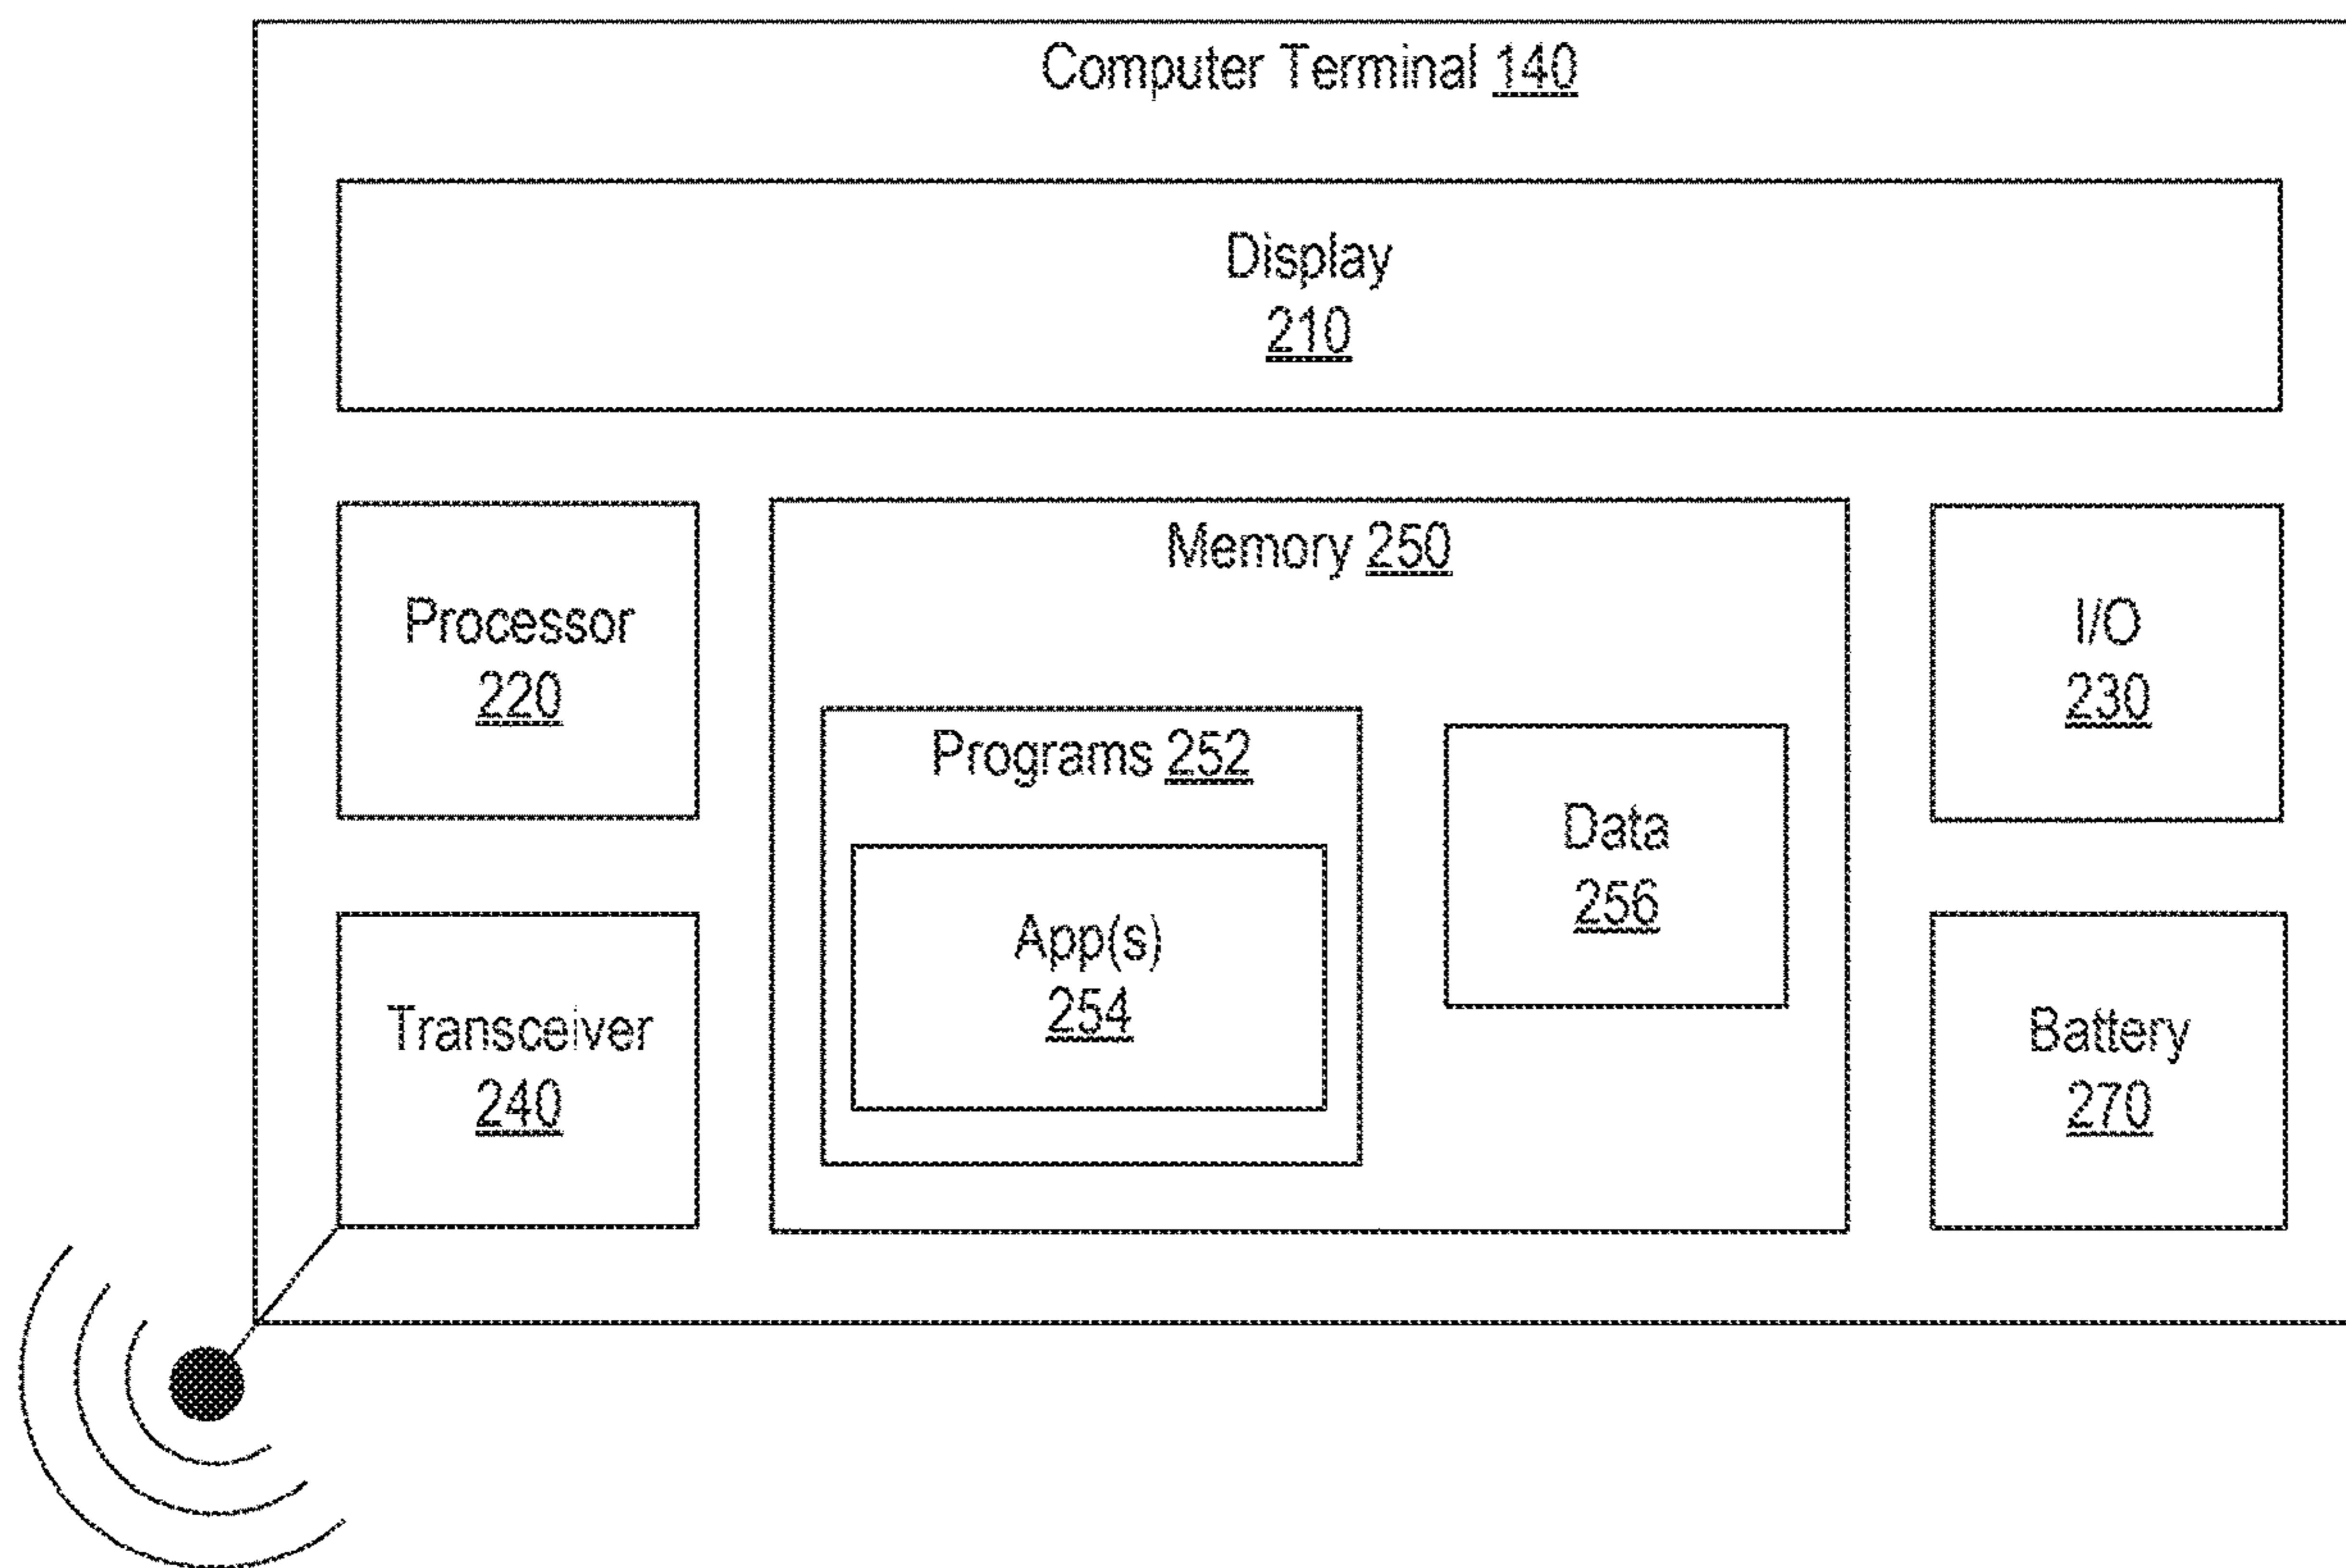 Computer Terminal 140
Display
210
Processor
220
Memory 250
I/O
230
Programs 252
Data
256
App(s)
254
Transceiver
240
Battery
270